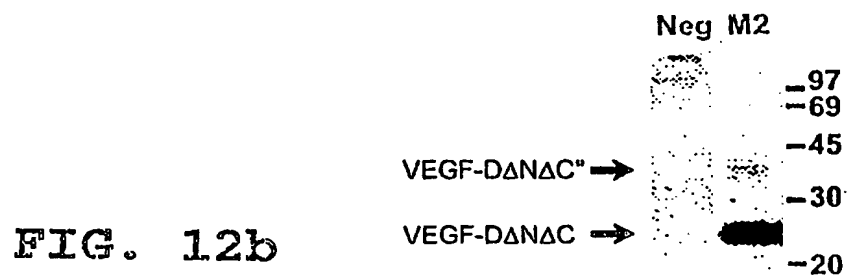 Neg M2
97
69
45
VEGF-DΔNΔC"
30
FIG. 12b
VEGF-DΔNΔC
20